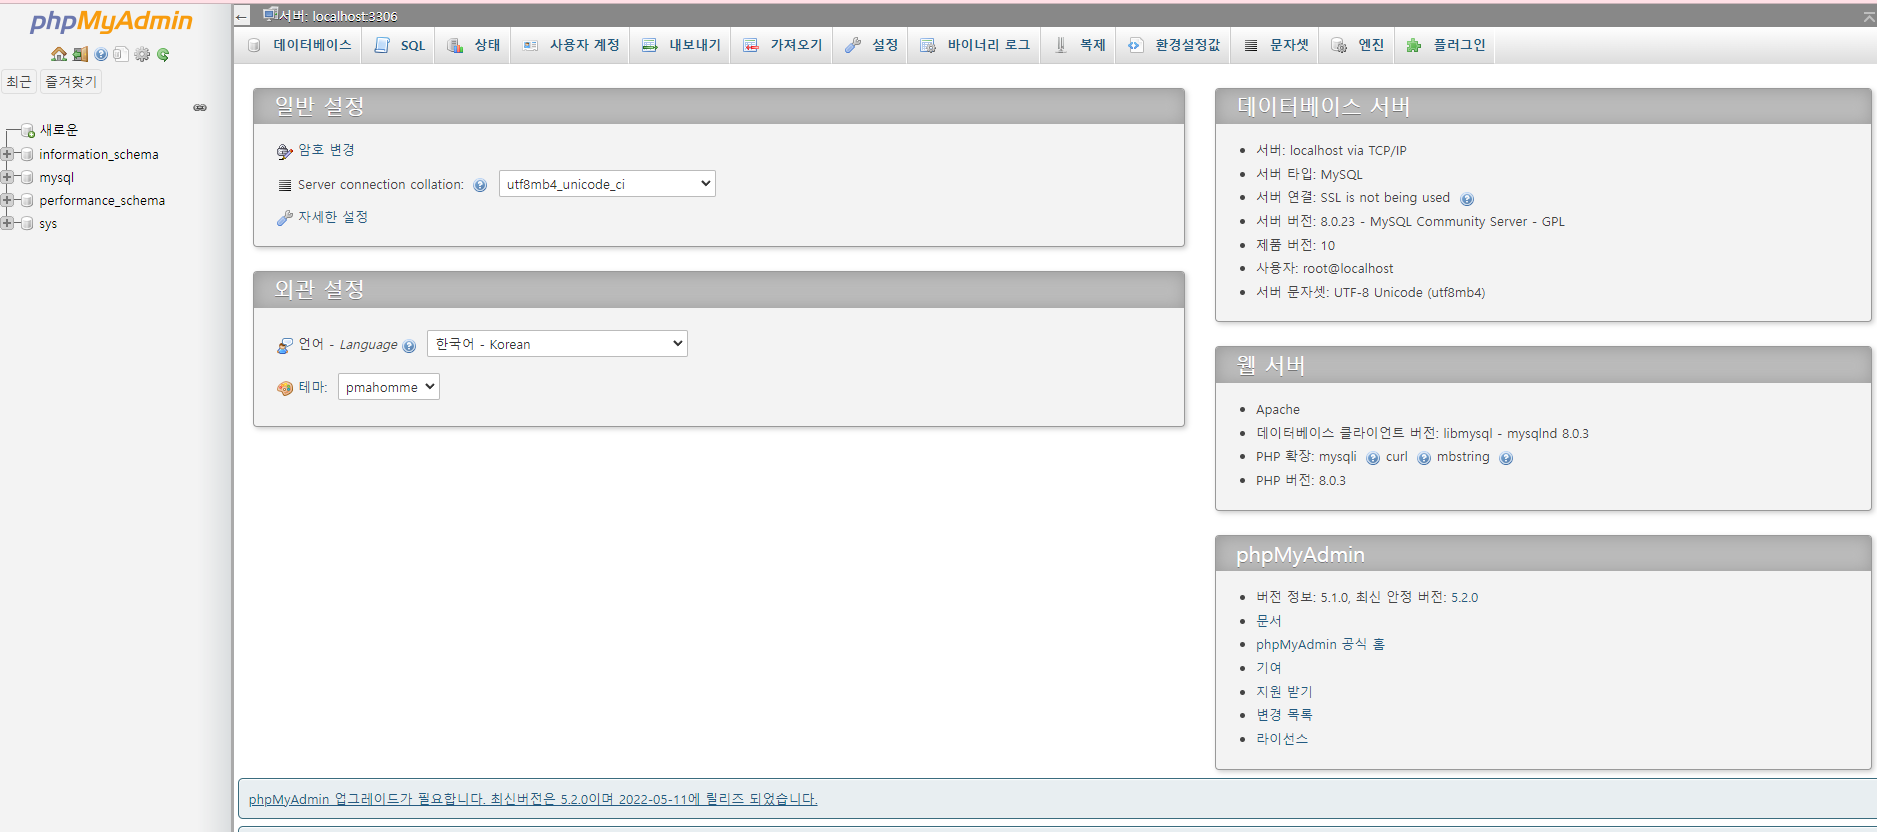 phpMyAdmin
최근 즐겨찾기
새로운
information_schema
mysql
performance_schema
sys
서버: localhost:3306
데이터베이스 SQL 상태 사용자 계정 내보내기 가져오기 설정 바이너리 로그 복제 환경설정값 문자셋 엔진 플러그인
일반 설정
암호 변경
Server connection collation: utf8mb4_unicode_ci
자세한 설정
외관 설정
언어 - Language 한국어 - Korean
테마: pmahomme
데이터베이스 서버
서버: localhost via TCP/IP
서버 타입: MySQL
서버 연결: SSL is not being used
서버 버전: 8.0.23 - MySQL Community Server - GPL
제품 버전: 10
사용자: root@localhost
서버 문자셋: UTF-8 Unicode (utf8mb4)
웹 서버
Apache
데이터베이스 클라이언트 버전: libmysql - mysqlnd 8.0.3
PHP 확장: mysqli curl mbstring
PHP 버전: 8.0.3
phpMyAdmin
버전 정보: 5.1.0, 최신 안정 버전: 5.2.0
문서
phpMyAdmin 공식 홈
기여
지원 받기
변경 목록
라이선스
phpMyAdmin 업그레이드가 필요합니다. 최신버전은 5.2.0이며 2022-05-11에 릴리즈 되었습니다.